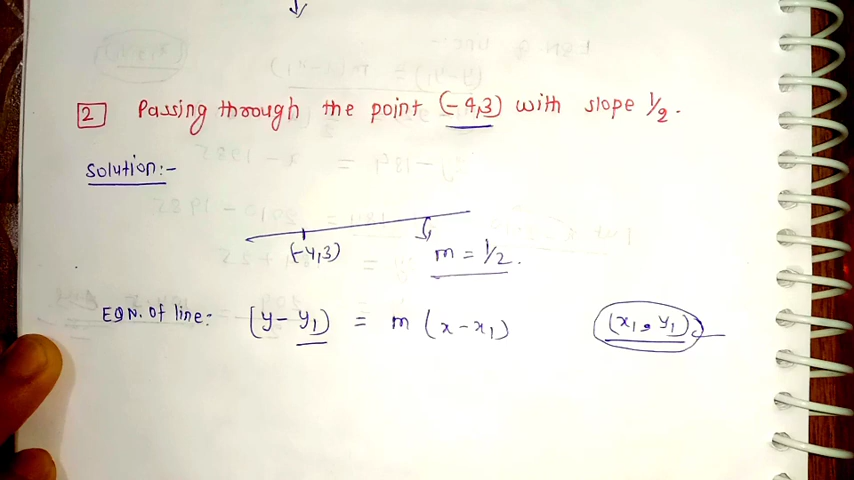 2 Passing through the point (-4,3) with slope 1/2.
Solution:-
(-4,3) m = 1/2.
EQN. of line: (y - y₁) = m (x - x₁) (x₁, y₁)